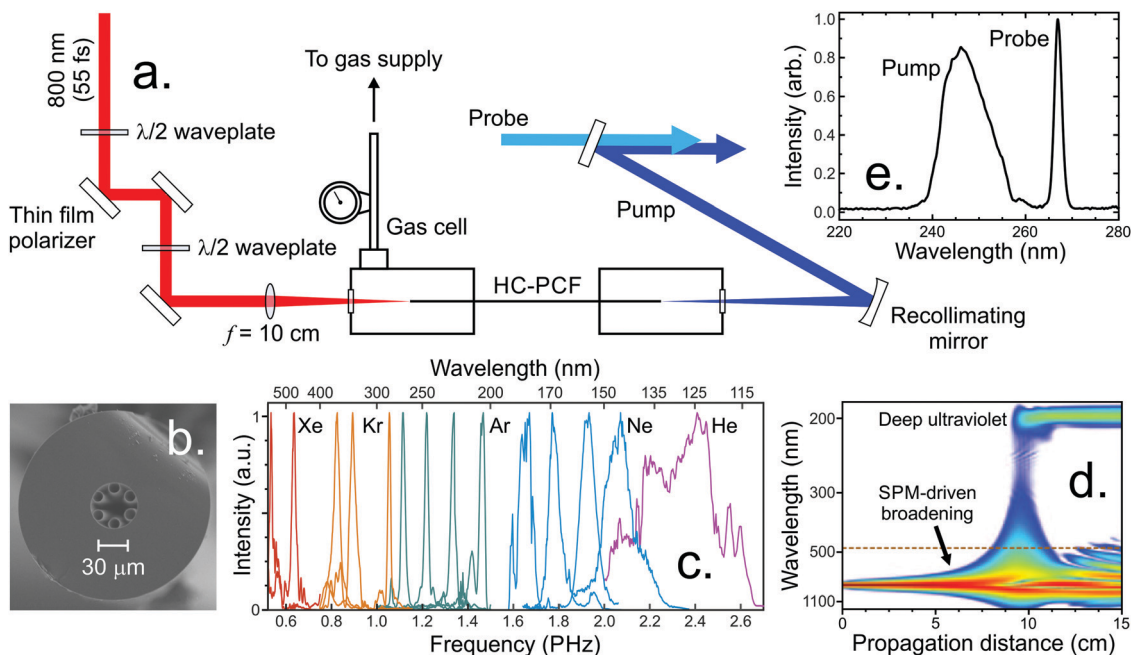 800 nm
(55 fs)
a.
λ/2 waveplate
Thin film
polarizer
λ/2 waveplate
f = 10 cm
To gas supply
Gas cell
HC-PCF
Probe
Pump
Recollimating
mirror
Intensity (arb.)
1.0
0.8
0.6
0.4
0.2
0.0
Pump
Probe
e.
220 240 260 280
Wavelength (nm)
b.
30 μm
Wavelength (nm)
500 400 300 250 200 170 150 135 125 115
Intensity (a.u.)
1
0
Xe Kr Ar Ne He
c.
0.6 0.8 1.0 1.2 1.4 1.6 1.8 2.0 2.2 2.4 2.6
Frequency (PHz)
Wavelength (nm)
200
300
500
1100
Deep ultraviolet
SPM-driven
broadening
d.
0 5 10 15
Propagation distance (cm)